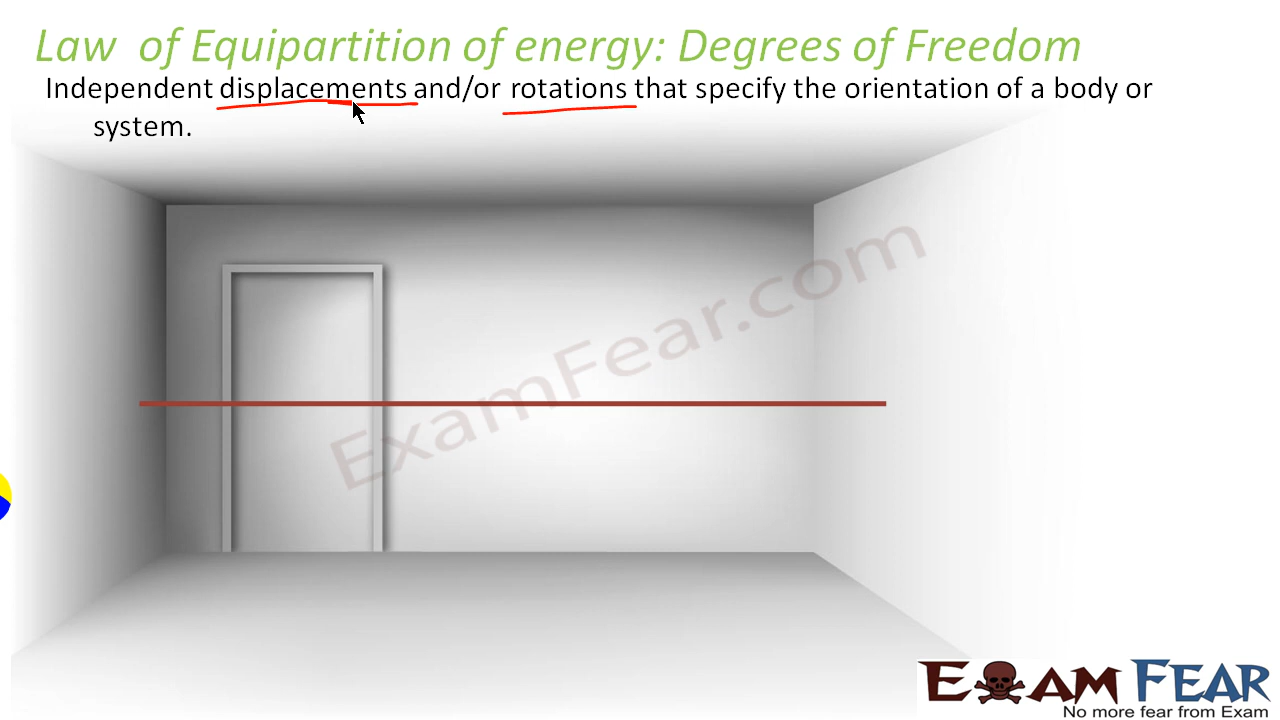 Law of Equipartition of energy: Degrees of Freedom
Independent displacements and/or rotations that specify the orientation of a body or
system.
ExamFear.com
EXAM FEAR
No more fear from Exam